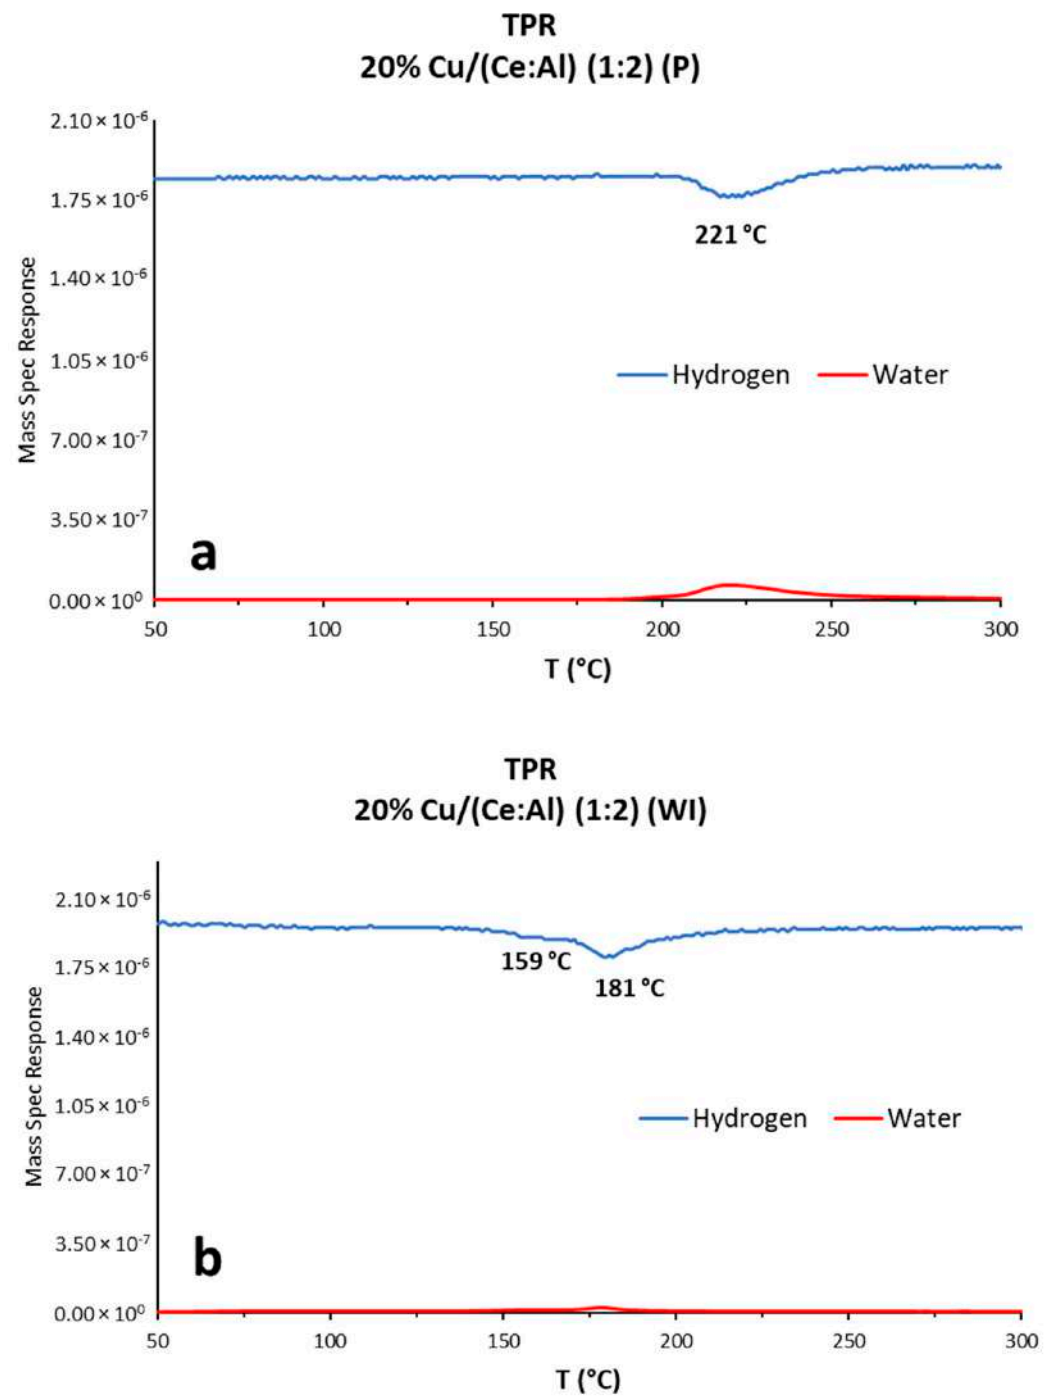 TPR
20% Cu/(Ce:Al) (1:2) (P)
2.10 × 10⁻⁶
1.75 × 10⁻⁶
221 °C
1.40 × 10⁻⁶
Mass Spec Response
1.05 × 10⁻⁶
Hydrogen Water
7.00 × 10⁻⁷
3.50 × 10⁻⁷
a
0.00 × 10⁰
50 100 150 200 250 300
T (°C)
TPR
20% Cu/(Ce:Al) (1:2) (WI)
2.10 × 10⁻⁶
1.75 × 10⁻⁶
159 °C
181 °C
1.40 × 10⁻⁶
Mass Spec Response
1.05 × 10⁻⁶
Hydrogen Water
7.00 × 10⁻⁷
3.50 × 10⁻⁷
b
0.00 × 10⁰
50 100 150 200 250 300
T (°C)